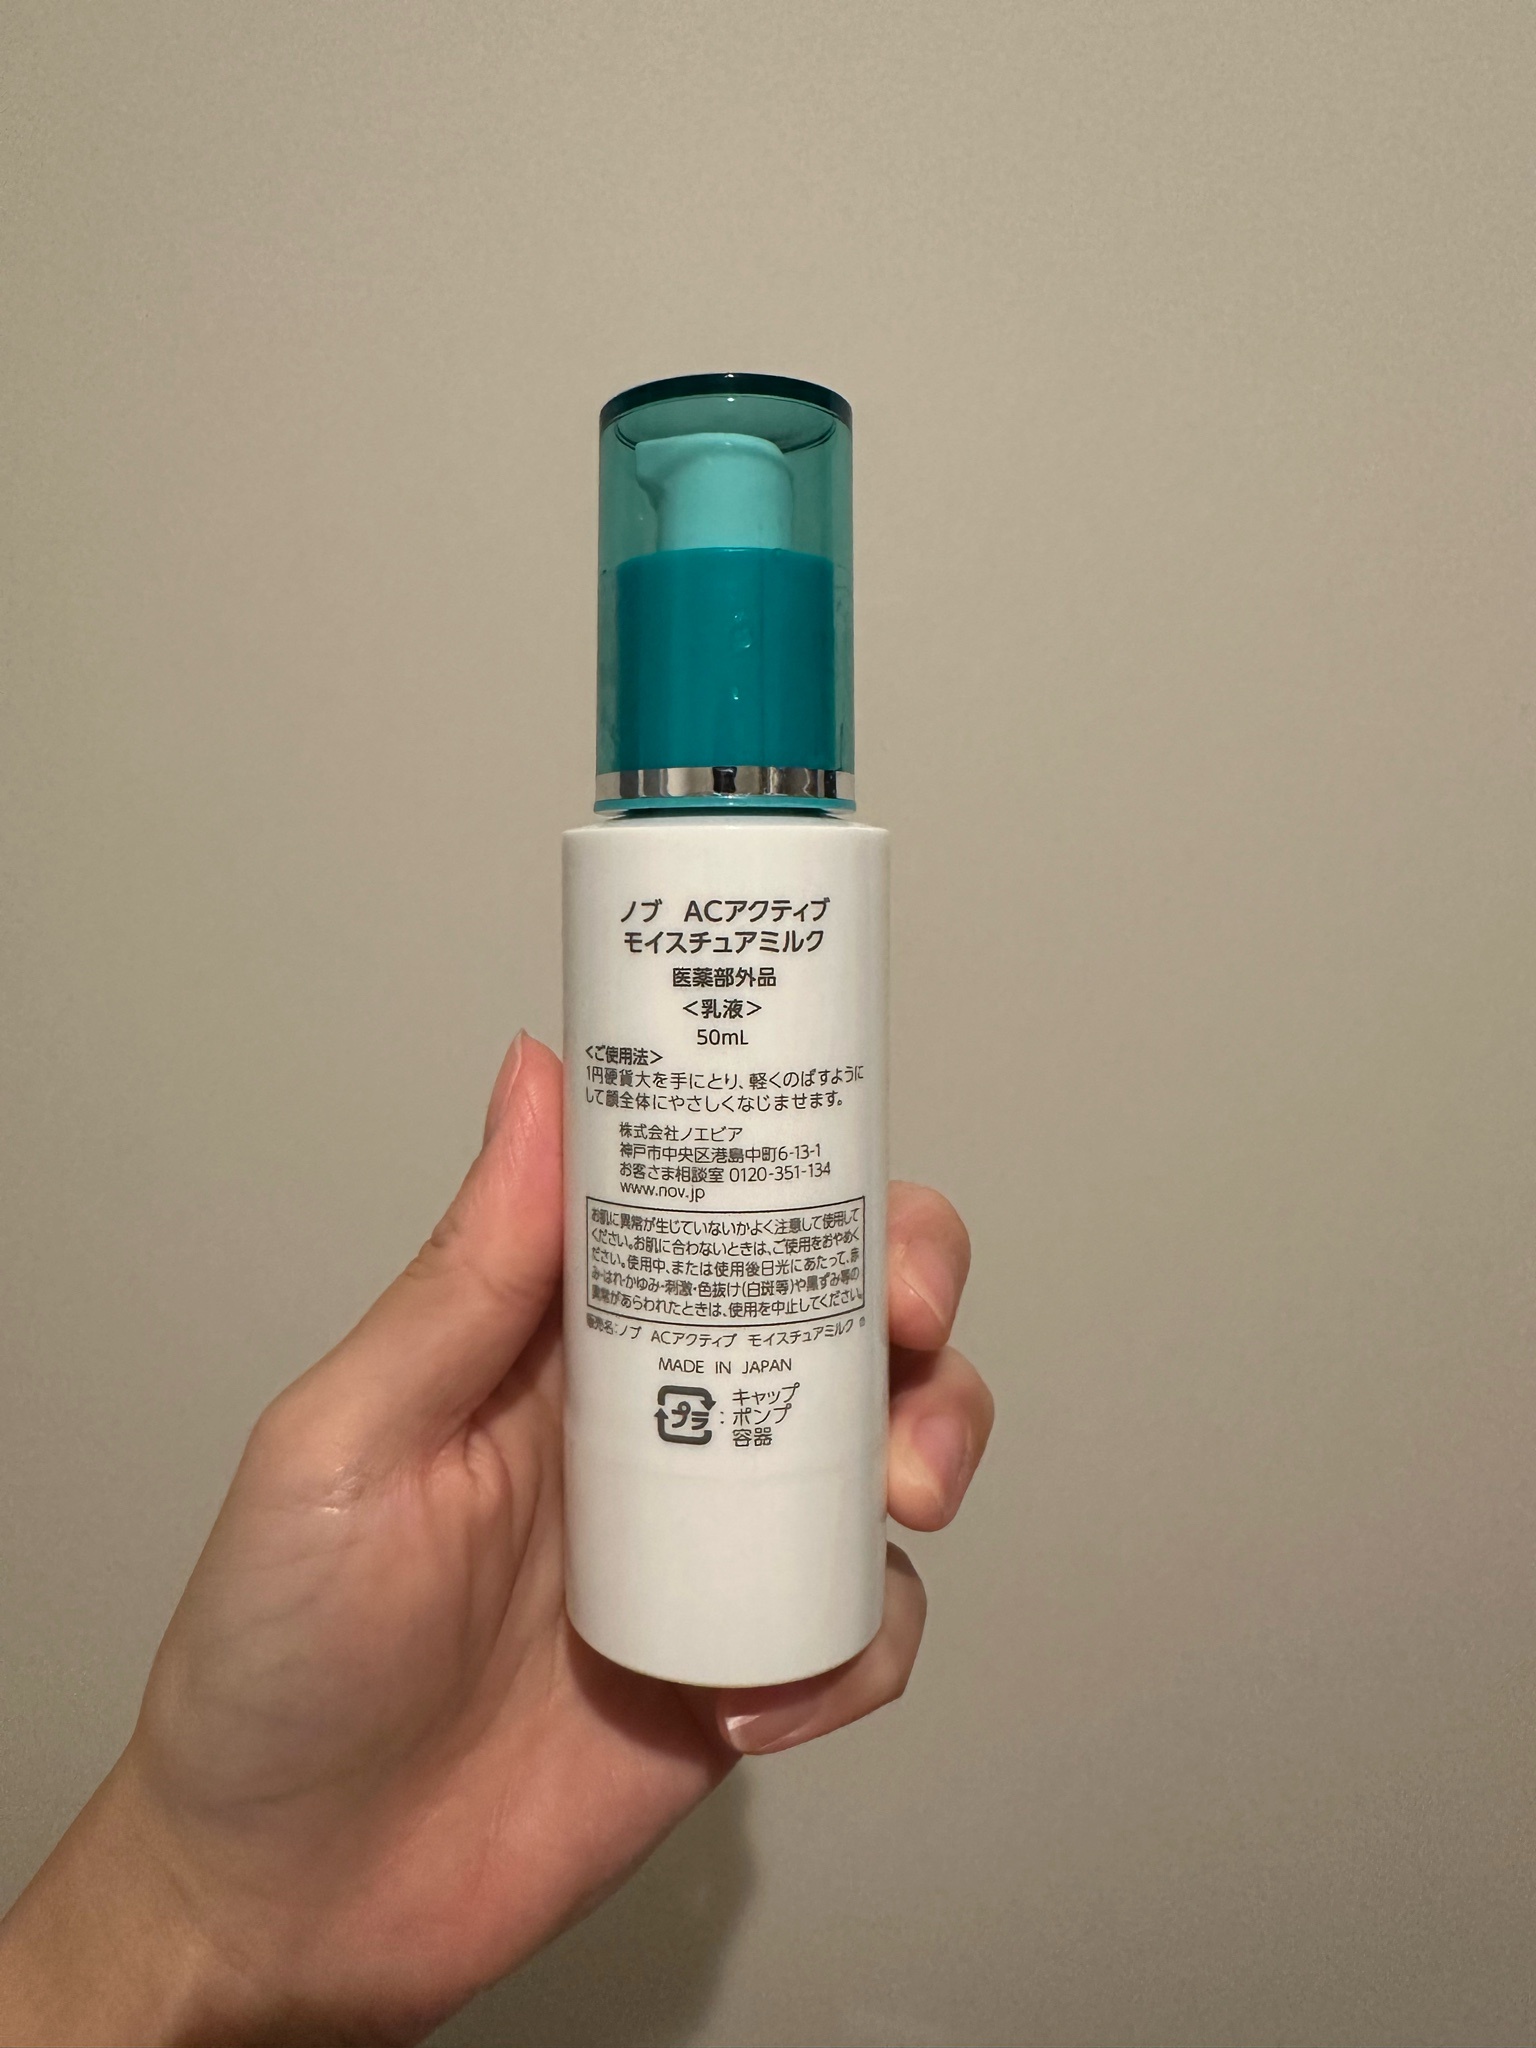 ノブ ACアクティブ
モイスチュアミルク
医薬部外品
<乳液>
50mL
<ご使用法>
1円硬貨大を手にとり、軽くのばすように
して顔全体にやさしくなじませます。
株式会社ノエビア
神戸市中央区港島中町6-13-1
お客さま相談室 0120-351-134
www.nov.jp
お肌に異常が生じていないかよく注意して使用して
ください。お肌に合わないときは、ご使用をおやめく
ださい。使用中、または使用後日光にあたって、赤
み・はれ・かゆみ・刺激・色抜け(白斑等)や黒ずみ等の
異常があらわれたときは、使用を中止してください。
販売名:ノブ ACアクティブ モイスチュアミルク
MADE IN JAPAN
プラ : キャップ
ポンプ
容器